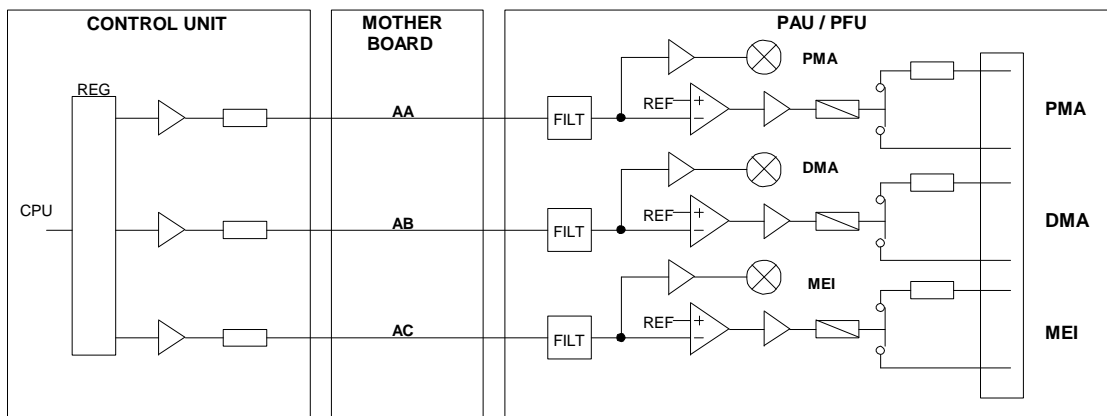 CONTROL UNIT
MOTHER
BOARD
PAU / PFU
REG
CPU
AA
FILT
REF
+
−
PMA
PMA
AB
FILT
REF
+
−
DMA
DMA
AC
FILT
REF
+
−
MEI
MEI